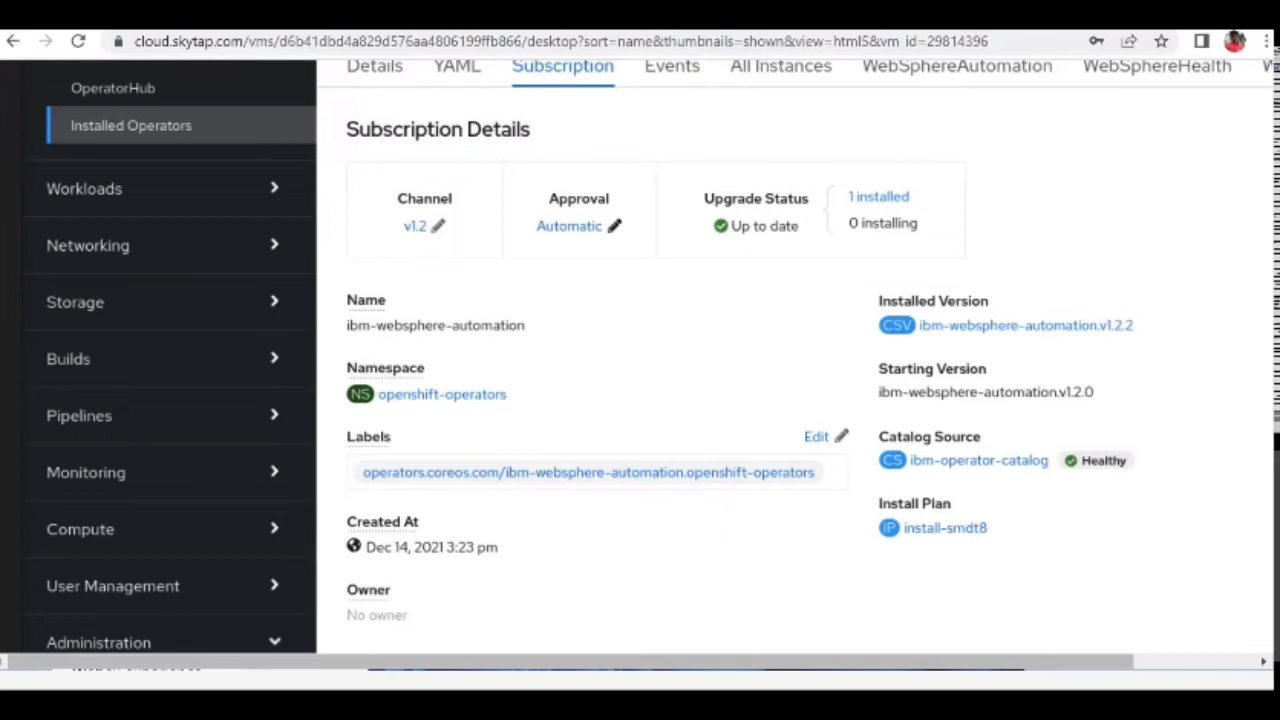 cloud.skytap.com/vms/d6b41dbd4a829d576aa4806199ffb866/desktop?sort=name&thumbnails=shown&view=html5&vm_id=29814396
OperatorHub
Installed Operators
Workloads
Networking
Storage
Builds
Pipelines
Monitoring
Compute
User Management
Administration
Details YAML Subscription Events All Instances WebSphereAutomation WebSphereHealth
Subscription Details
Channel
v1.2
Approval
Automatic
Upgrade Status
Up to date
1 installed
0 installing
Name
ibm-websphere-automation
Namespace
NS openshift-operators
Labels Edit
operators.coreos.com/ibm-websphere-automation.openshift-operators
Created At
Dec 14, 2021 3:23 pm
Owner
No owner
Installed Version
CSV ibm-websphere-automation.v1.2.2
Starting Version
ibm-websphere-automation.v1.2.0
Catalog Source
CS ibm-operator-catalog Healthy
Install Plan
IP install-smdt8